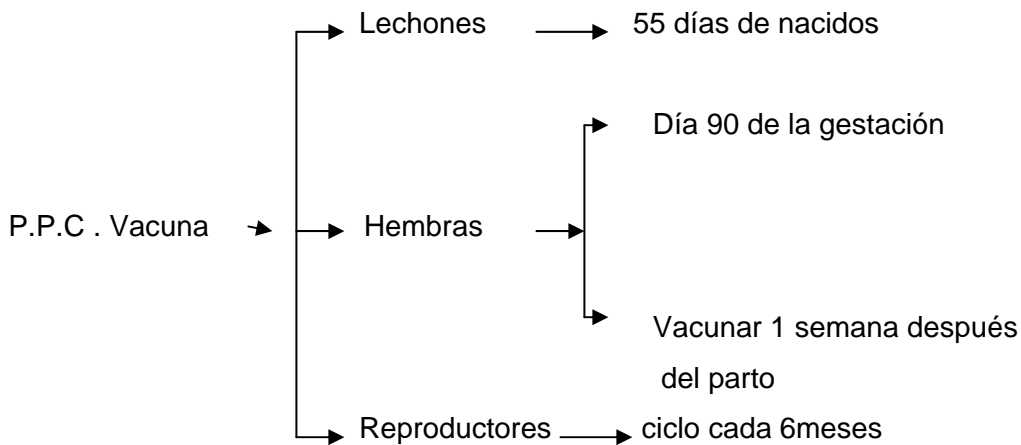 Lechones 55 días de nacidos
Día 90 de la gestación
P.P.C . Vacuna Hembras
Vacunar 1 semana después
del parto
Reproductores ciclo cada 6meses